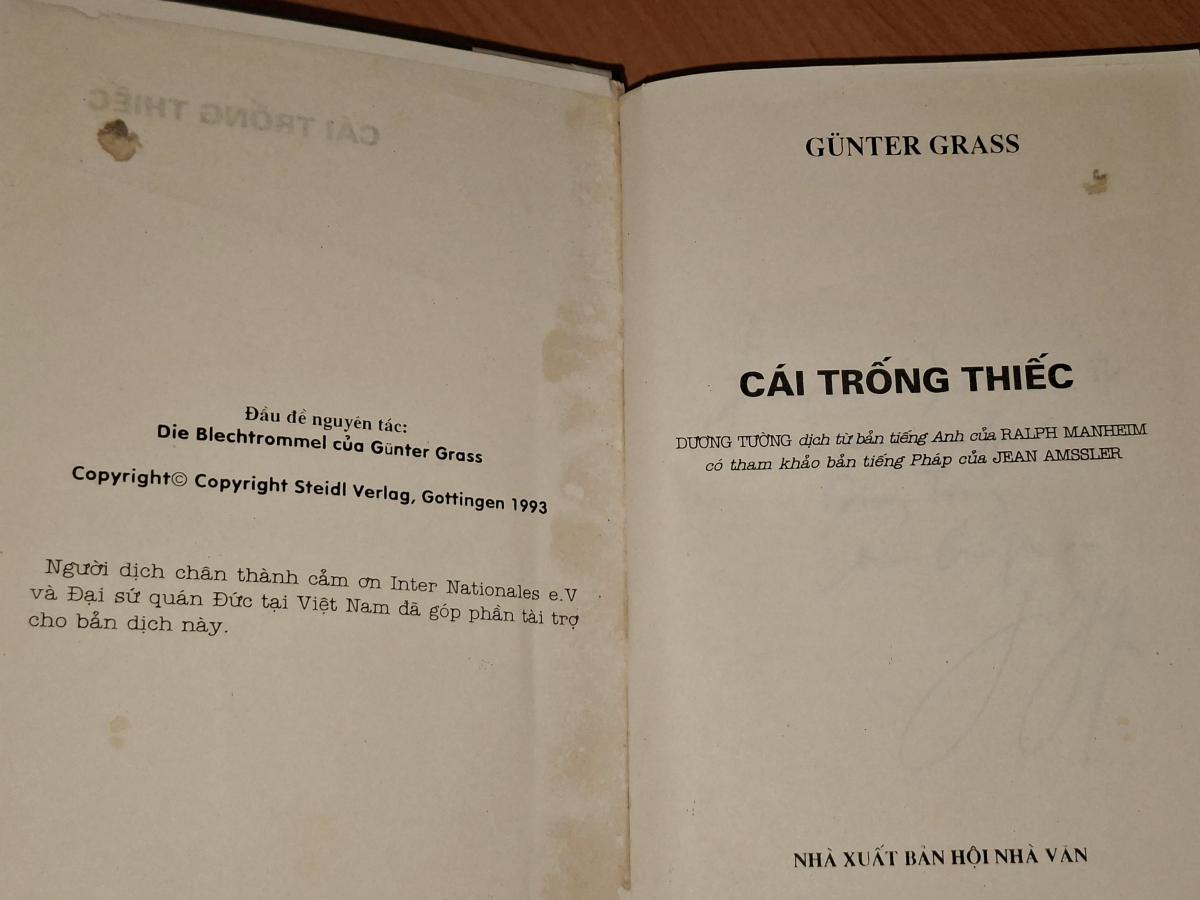 CÁI TRỐNG THIẾC
Đầu đề nguyên tác:
Die Blechtrommel của Günter Grass
Copyright© Copyright Steidl Verlag, Gottingen 1993
Người dịch chân thành cảm ơn Inter Nationales e.V
và Đại sứ quán Đức tại Việt Nam đã góp phần tài trợ
cho bản dịch này.
GÜNTER GRASS
CÁI TRỐNG THIẾC
DƯƠNG TƯỜNG dịch từ bản tiếng Anh của RALPH MANHEIM
có tham khảo bản tiếng Pháp của JEAN AMSSLER
NHÀ XUẤT BẢN HỘI NHÀ VĂN